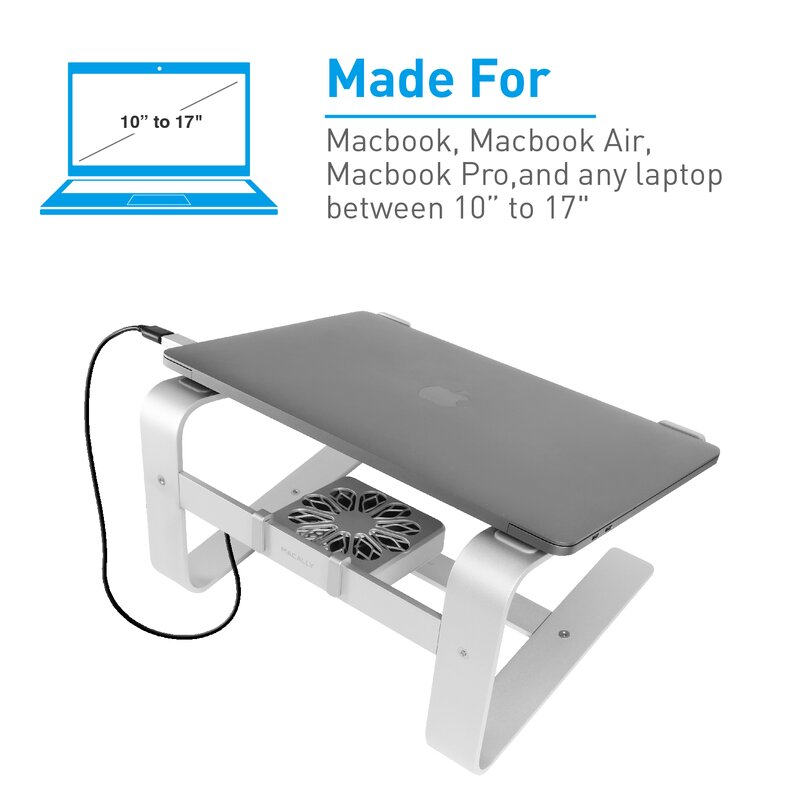 10” to 17"
Made For
Macbook, Macbook Air,
Macbook Pro,and any laptop
between 10” to 17"
MACALLY